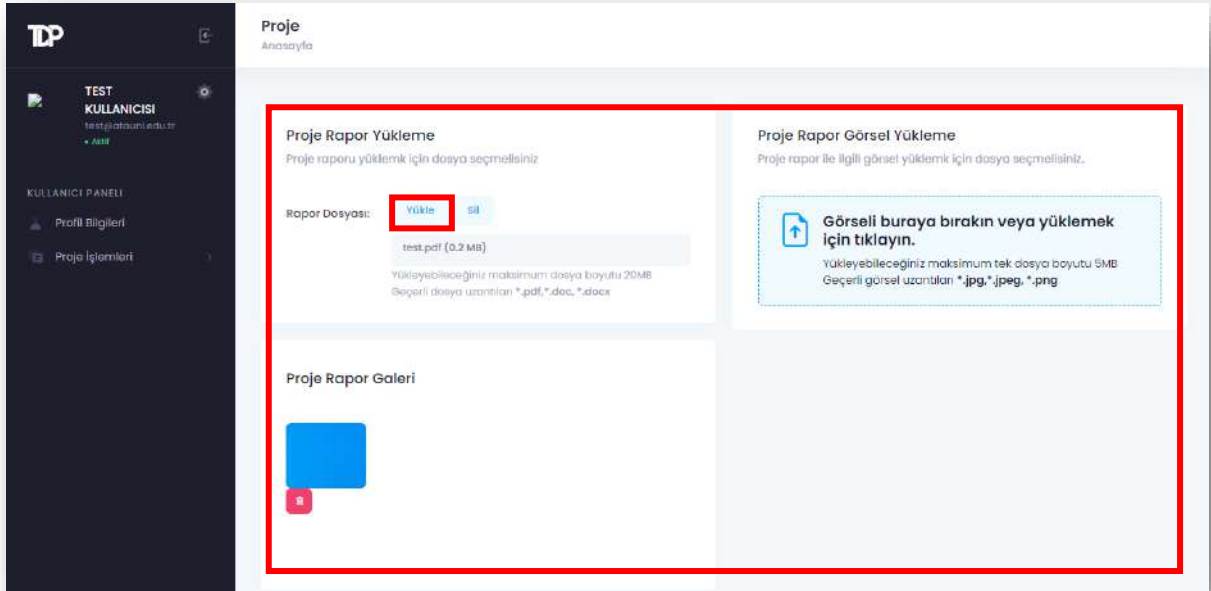 TDP
Proje
Anasayfa
TEST
KULLANICISI
test@atauni.edu.tr
• Aktif
KULLANICI PANELİ
Profil Bilgileri
Proje İşlemleri
Proje Rapor Yükleme
Proje raporu yüklemk için dosya seçmelisiniz
Rapor Dosyası:
Yükle
Sil
test.pdf (0.2 MB)
Yükleyebileceğiniz maksimum dosya boyutu 20MB
Geçerli dosya uzantıları *.pdf,*.doc, *.docx
Proje Rapor Görsel Yükleme
Proje rapor ile ilgili görsel yüklemk için dosya seçmelisiniz.
Görseli buraya bırakın veya yüklemek
için tıklayın.
Yükleyebileceğiniz maksimum tek dosya boyutu 5MB
Geçerli görsel uzantıları *.jpg,*.jpeg, *.png
Proje Rapor Galeri